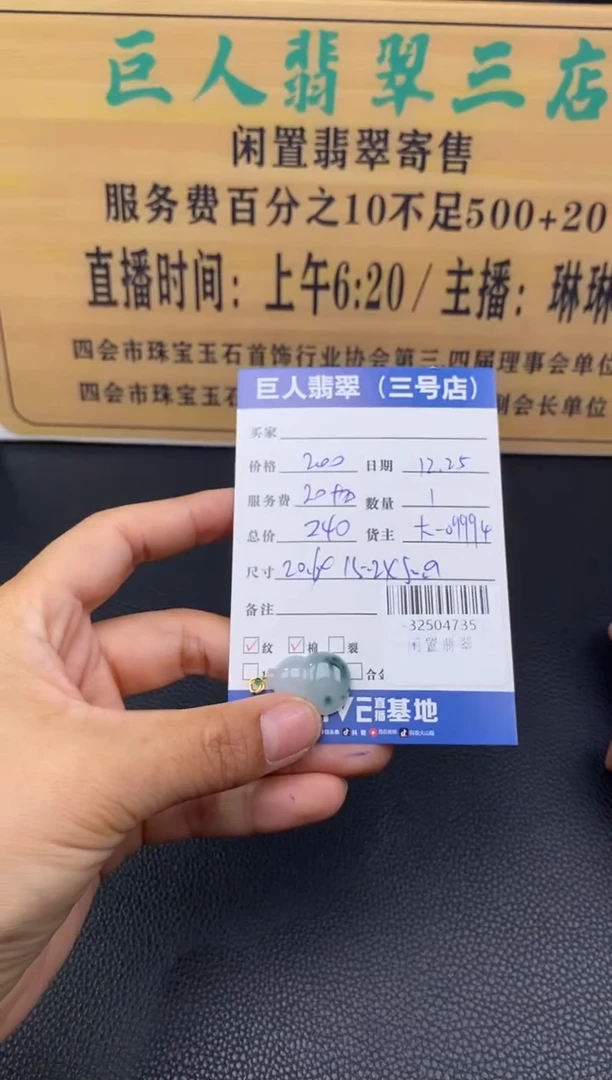 巨人翡翠三店
闲置翡翠寄售
服务费百分之10不足500+20
直播时间：上午6:20 / 主播：琳琳
四会市珠宝玉石首饰行业协会第三.四届理事会单位
四会市珠宝玉石 副会长单位
巨人翡翠（三号店）
买家
价格 200 日期 12.25
服务费 数量 1
总价 240 货主
尺寸
备注
-32504735
闲置翡翠
纹 棉 裂
直播基地